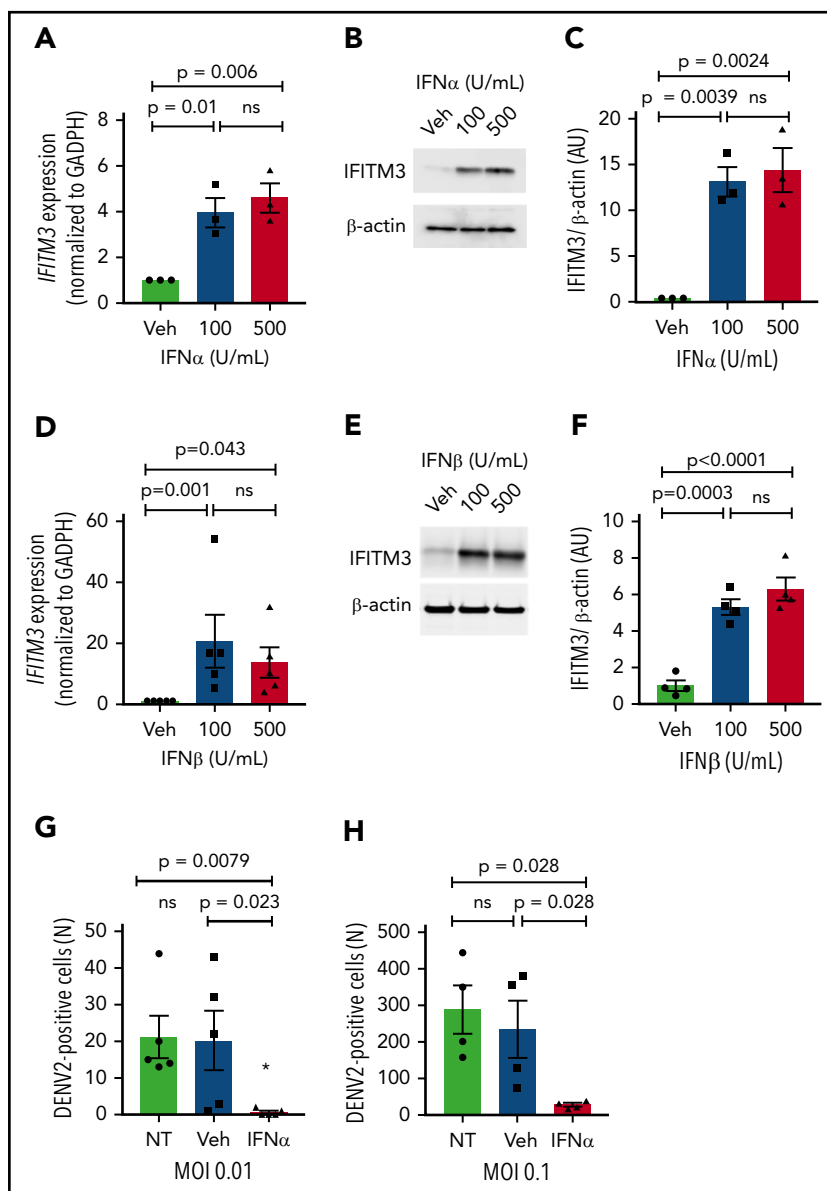 A
p = 0.006
p = 0.01
ns
IFITM3 expression
(normalized to GADPH)
8
6
4
2
0
Veh
100
500
IFNα (U/mL)
B
IFNα (U/mL)
Veh
100
500
IFITM3
β-actin
C
p = 0.0024
p = 0.0039
ns
IFITM3/ β-actin (AU)
20
15
10
5
0
Veh
100
500
IFNα (U/mL)
D
p=0.043
p=0.001
ns
IFITM3 expression
(normalized to GADPH)
60
40
20
0
Veh
100
500
IFNβ (U/mL)
E
IFNβ (U/mL)
Veh
100
500
IFITM3
β-actin
F
p<0.0001
p=0.0003
ns
IFITM3/ β-actin (AU)
8
6
4
2
0
Veh
100
500
IFNβ (U/mL)
G
p = 0.0079
ns
p = 0.023
DENV2-positive cells (N)
50
40
30
20
10
0
*
NT
Veh
IFNα
MOI 0.01
H
p = 0.028
ns
p = 0.028
DENV2-positive cells (N)
500
400
300
200
100
0
NT
Veh
IFNα
MOI 0.1